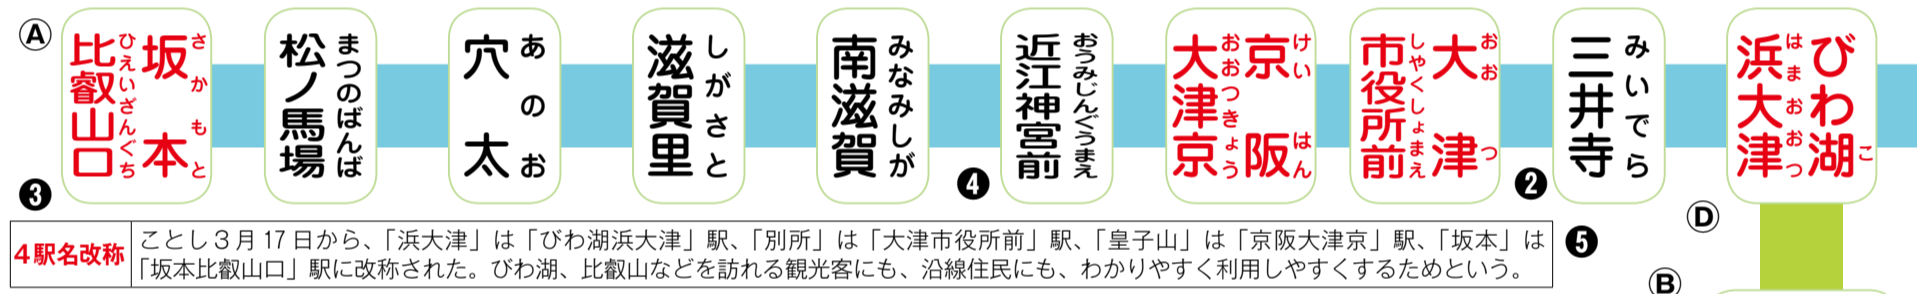 Ⓐ
坂本
さかもと
比叡山口
ひえいざんぐち
松ノ馬場
まつのばんば
穴太
あのお
滋賀里
しがさと
南滋賀
みなみしが
近江神宮前
おうみじんぐうまえ
京阪
けいはん
大津京
おおつきょう
大津
おおつ
市役所前
しやくしょまえ
三井寺
みいでら
びわ湖
こ
浜大津
はまおおつ
❸
❹
❷
Ⓓ
4駅名改称
ことし3月17日から、「浜大津」は「びわ湖浜大津」駅、「別所」は「大津市役所前」駅、「皇子山」は「京阪大津京」駅、「坂本」は
「坂本比叡山口」駅に改称された。びわ湖、比叡山などを訪れる観光客にも、沿線住民にも、わかりやすく利用しやすくするためという。
❺
Ⓑ